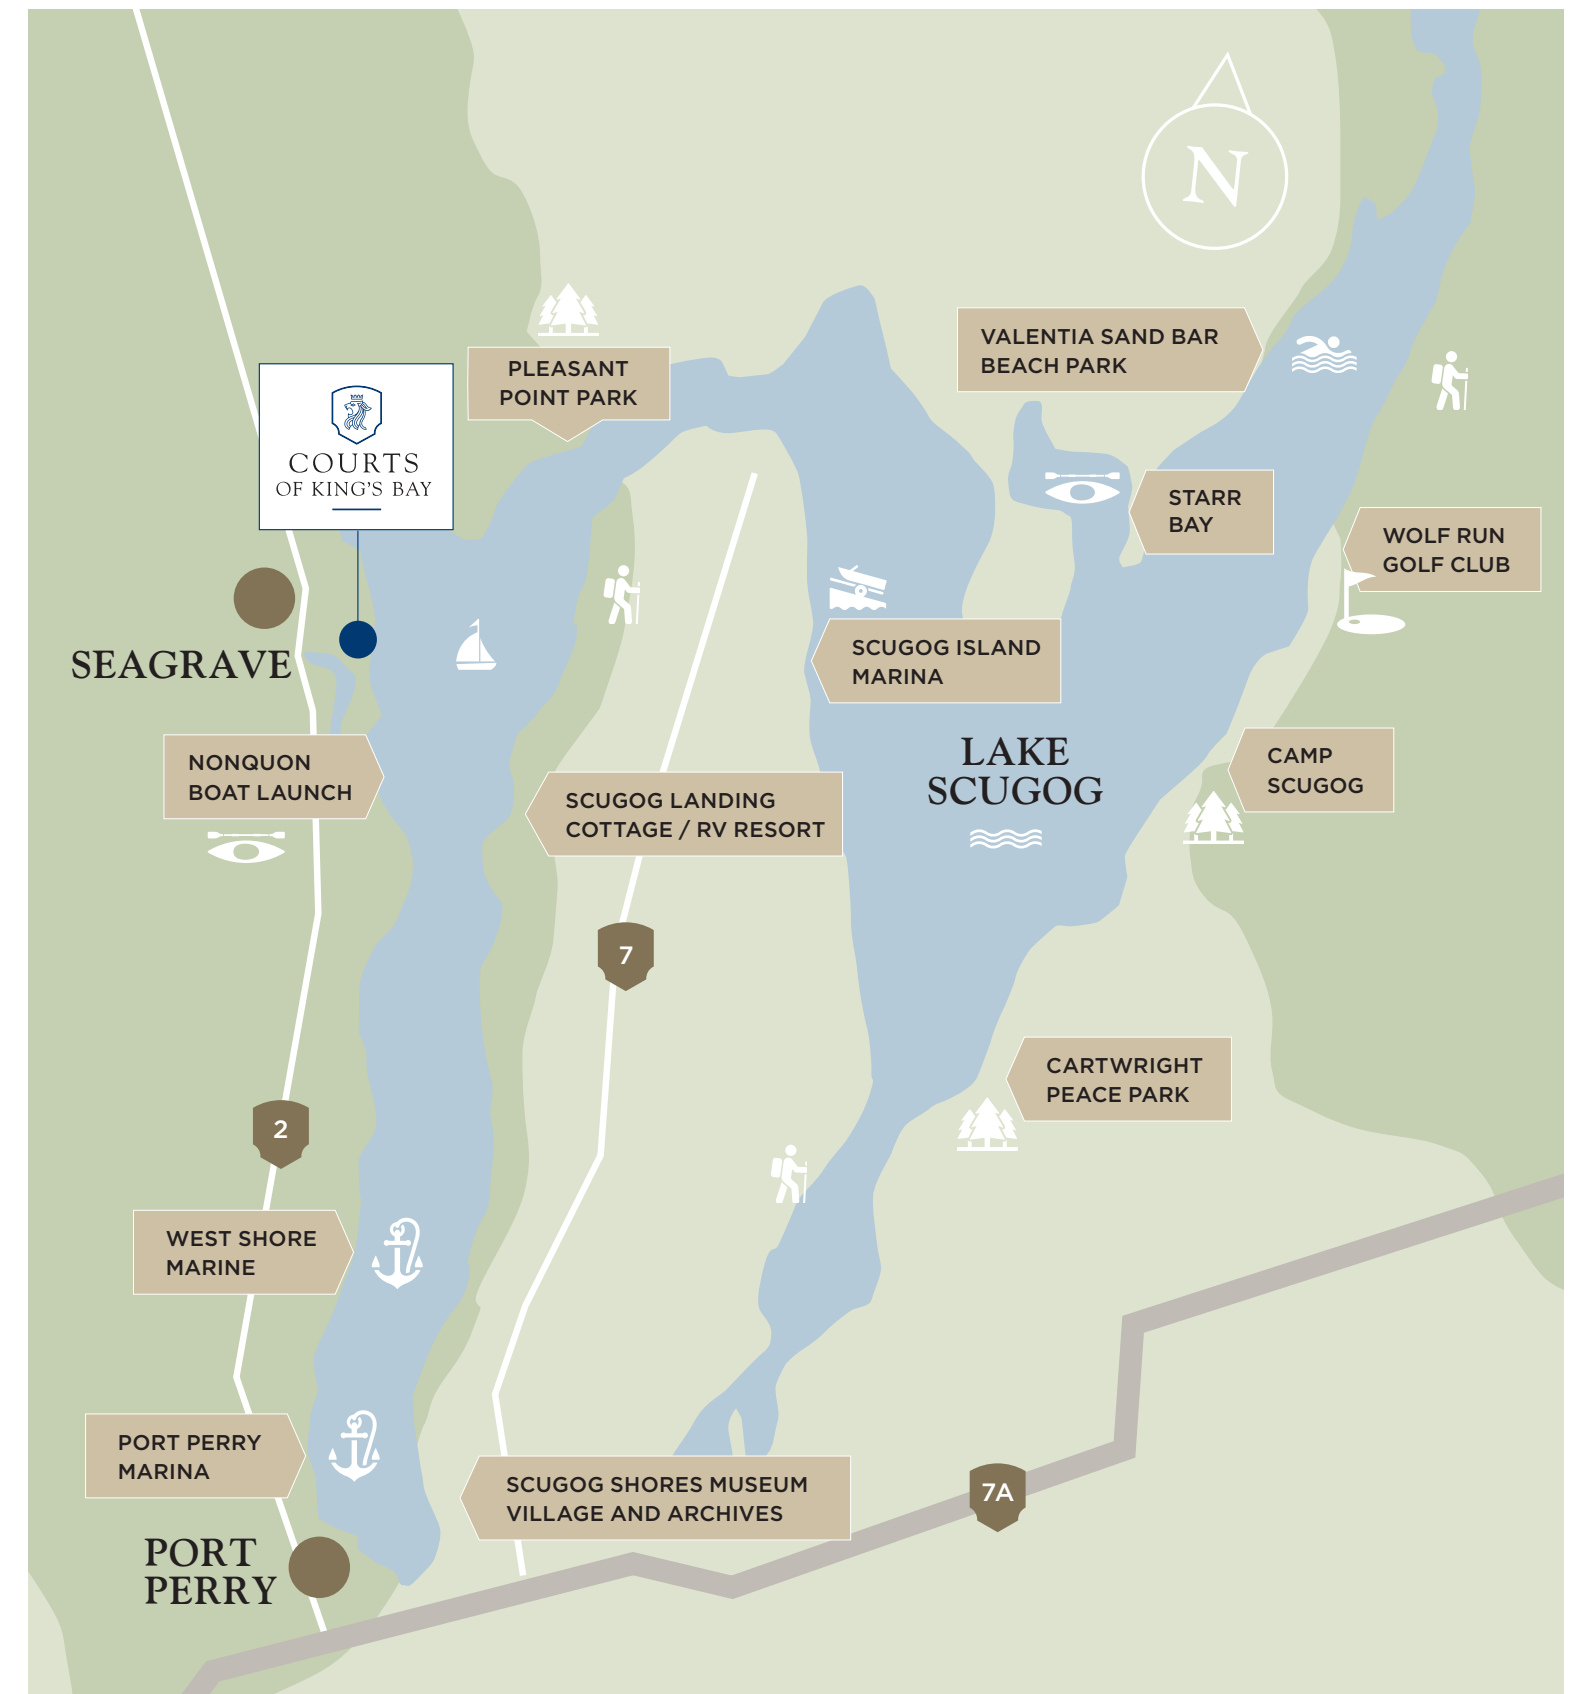 N
VALENTIA SAND BAR
BEACH PARK
PLEASANT
POINT PARK
COURTS
OF KING'S BAY
STARR
BAY
WOLF RUN
GOLF CLUB
SEAGRAVE
SCUGOG ISLAND
MARINA
LAKE
SCUGOG
NONQUON
BOAT LAUNCH
SCUGOG LANDING
COTTAGE / RV RESORT
CAMP
SCUGOG
7
CARTWRIGHT
PEACE PARK
2
WEST SHORE
MARINE
PORT PERRY
MARINA
SCUGOG SHORES MUSEUM
VILLAGE AND ARCHIVES
7A
PORT
PERRY